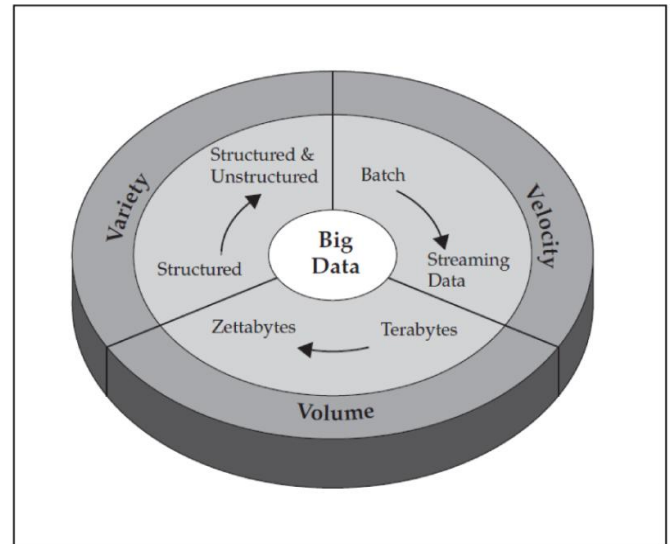 Variety
Structured &
Unstructured
Structured
Big
Data
Batch
Streaming
Data
Velocity
Zettabytes
Terabytes
Volume